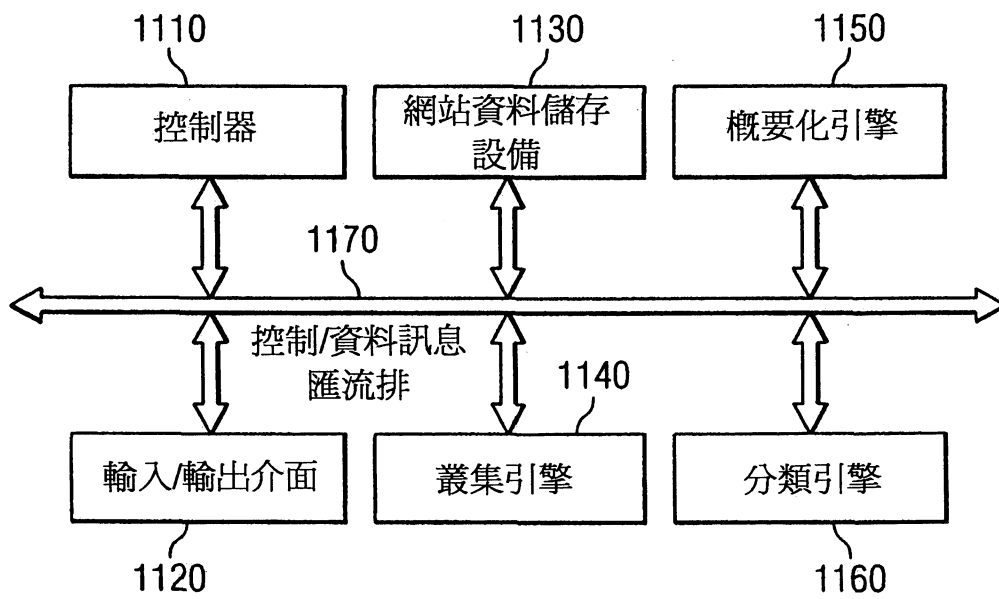 1110
1130
1150
控制器
網站資料儲存
設備
概要化引擎
1170
控制/資料訊息
匯流排
1140
輸入/輸出介面
叢集引擎
分類引擎
1120
1160